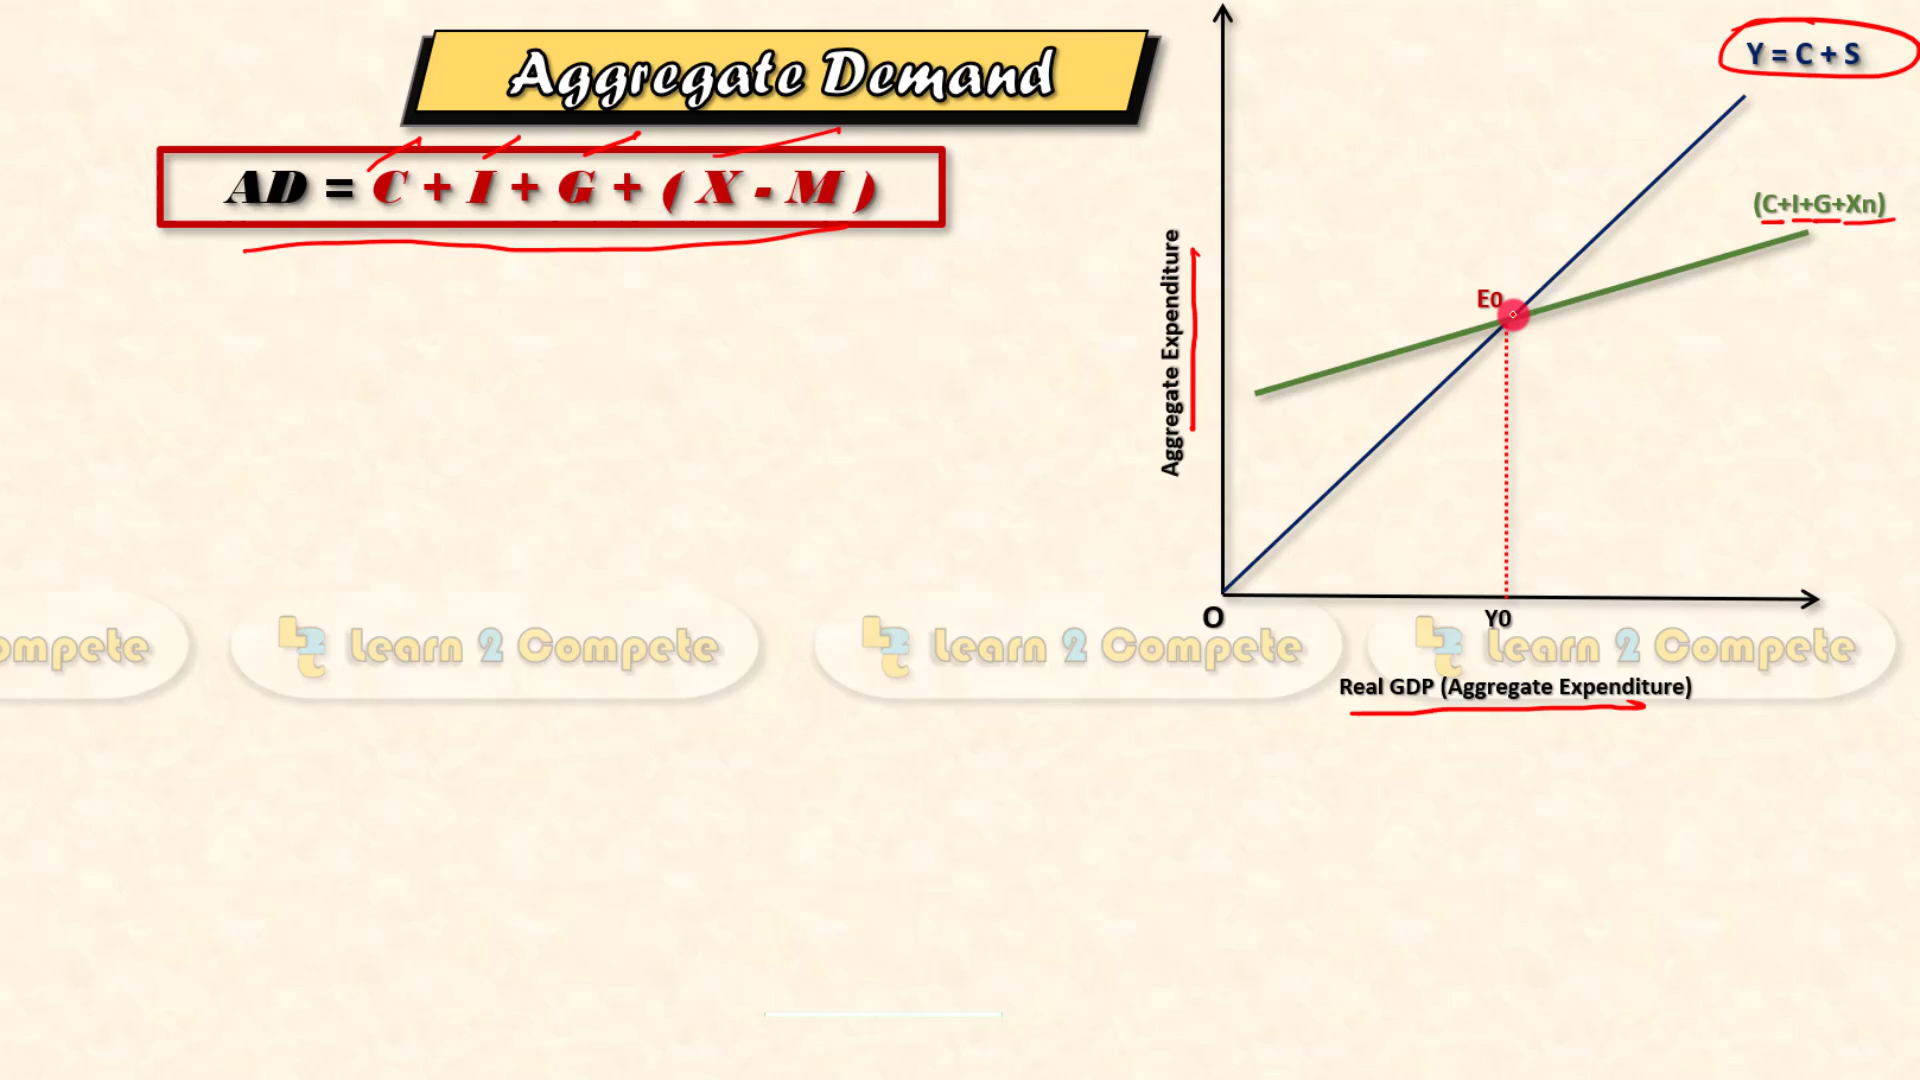 Aggregate Demand
AD = C + I + G + ( X - M )
Y = C + S
(C+I+G+Xn)
Aggregate Expenditure
E0
O
Y0
ompete
Learn 2 Compete
Learn 2 Compete
Learn 2 Compete
Real GDP (Aggregate Expenditure)